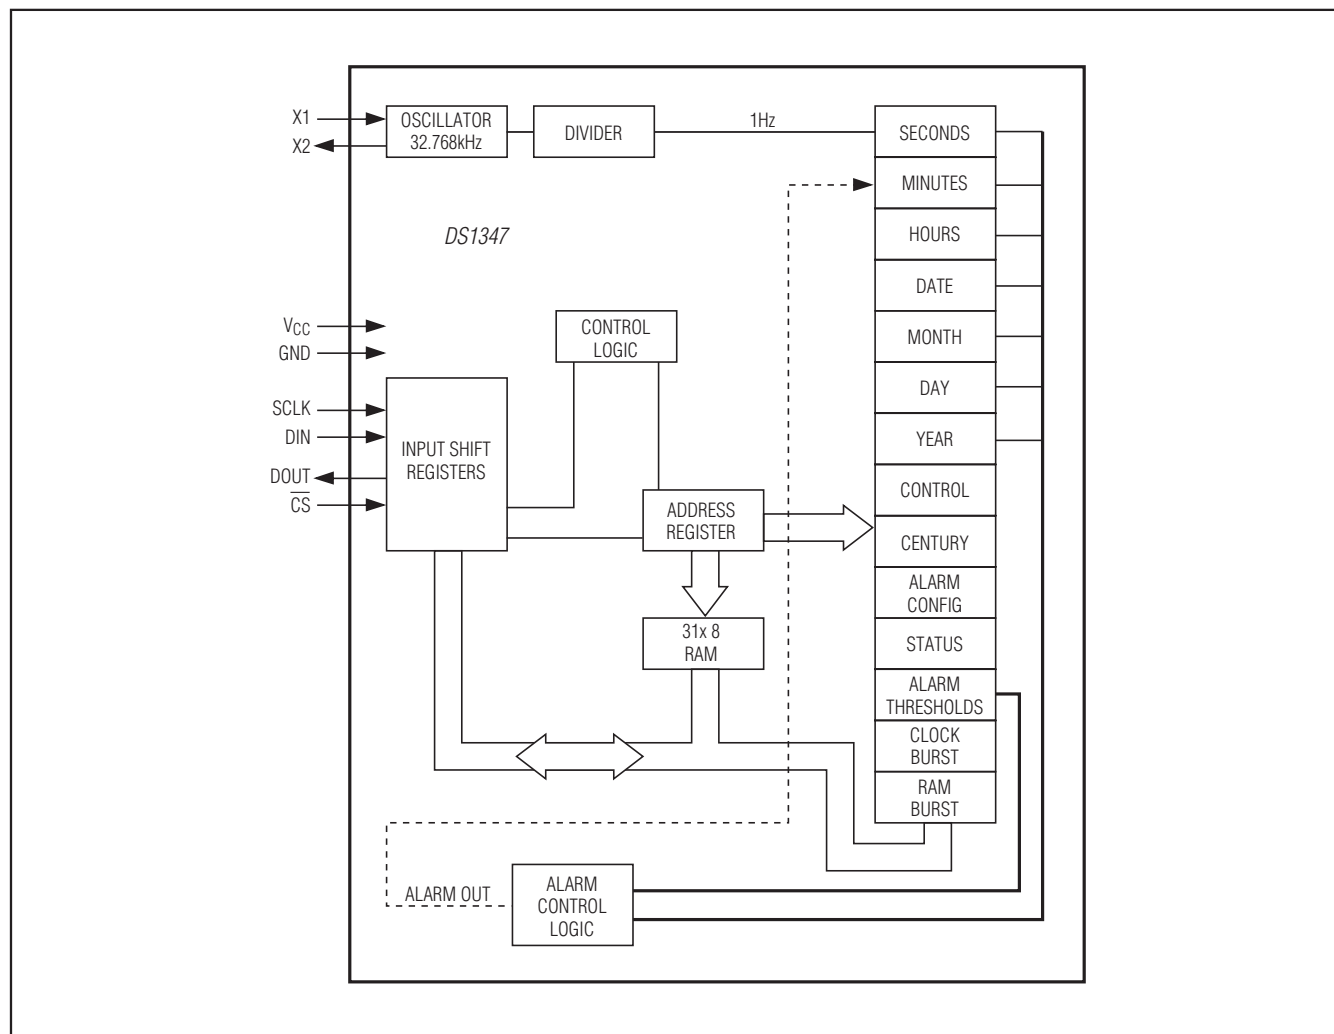 X1
X2
OSCILLATOR
32.768kHz
DIVIDER
1Hz
DS1347
VCC
GND
SCLK
DIN
DOUT
C̅S̅
INPUT SHIFT
REGISTERS
CONTROL
LOGIC
ADDRESS
REGISTER
31x 8
RAM
SECONDS
MINUTES
HOURS
DATE
MONTH
DAY
YEAR
CONTROL
CENTURY
ALARM
CONFIG
STATUS
ALARM
THRESHOLDS
CLOCK
BURST
RAM
BURST
ALARM OUT
ALARM
CONTROL
LOGIC